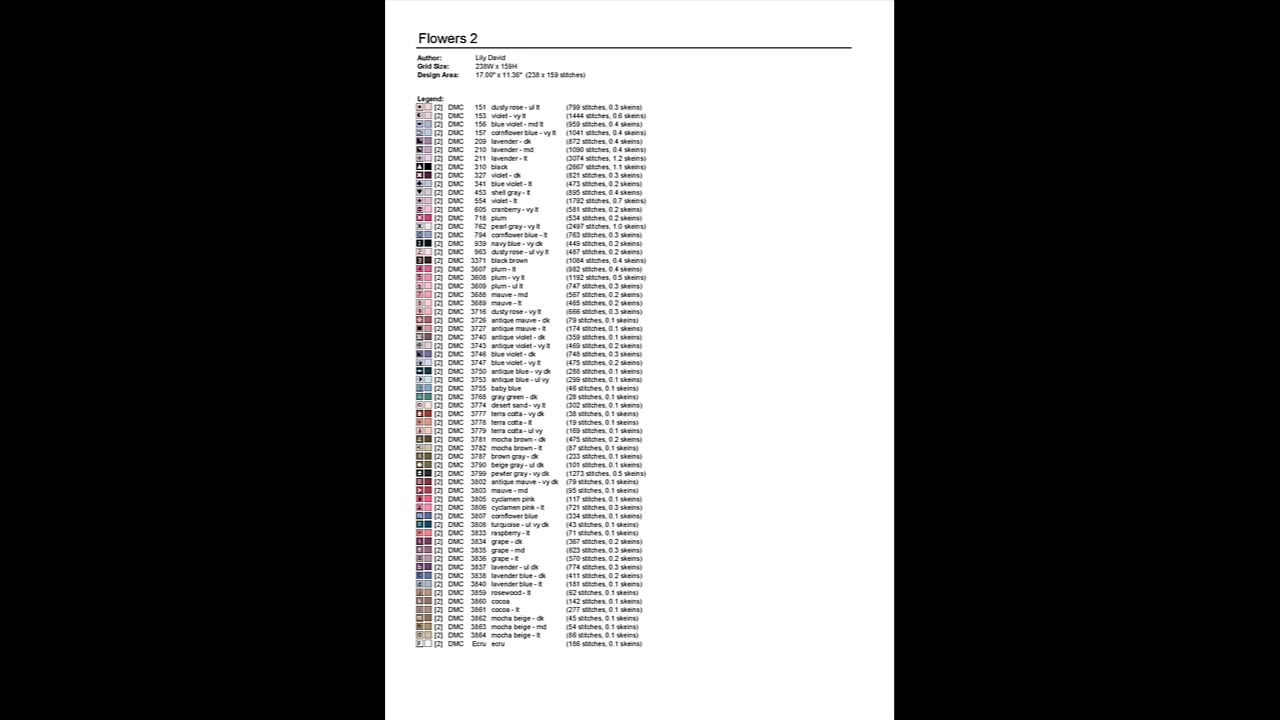 Flowers 2
Author: Lily David
Grid Size: 238W x 159H
Design Area: 17.00" x 11.36" (238 x 159 stitches)
Legend:
[2] DMC 151 dusty rose - ul lt (799 stitches, 0.3 skeins)
[2] DMC 153 violet - vy lt (1444 stitches, 0.6 skeins)
[2] DMC 156 blue violet - md lt (959 stitches, 0.4 skeins)
[2] DMC 157 cornflower blue - vy lt (1041 stitches, 0.4 skeins)
[2] DMC 209 lavender - dk (872 stitches, 0.4 skeins)
[2] DMC 210 lavender - md (1090 stitches, 0.4 skeins)
[2] DMC 211 lavender - lt (3074 stitches, 1.2 skeins)
[2] DMC 310 black (2667 stitches, 1.1 skeins)
[2] DMC 327 violet - dk (821 stitches, 0.3 skeins)
[2] DMC 341 blue violet - lt (473 stitches, 0.2 skeins)
[2] DMC 453 shell gray - lt (895 stitches, 0.4 skeins)
[2] DMC 554 violet - lt (1792 stitches, 0.7 skeins)
[2] DMC 605 cranberry - vy lt (581 stitches, 0.2 skeins)
[2] DMC 718 plum (534 stitches, 0.2 skeins)
[2] DMC 762 pearl gray - vy lt (2497 stitches, 1.0 skeins)
[2] DMC 794 cornflower blue - lt (763 stitches, 0.3 skeins)
[2] DMC 939 navy blue - vy dk (449 stitches, 0.2 skeins)
[2] DMC 963 dusty rose - ul vy lt (487 stitches, 0.2 skeins)
[2] DMC 3371 black brown (1084 stitches, 0.4 skeins)
[2] DMC 3607 plum - lt (982 stitches, 0.4 skeins)
[2] DMC 3608 plum - vy lt (1192 stitches, 0.5 skeins)
[2] DMC 3609 plum - ul lt (747 stitches, 0.3 skeins)
[2] DMC 3688 mauve - md (567 stitches, 0.2 skeins)
[2] DMC 3689 mauve - lt (465 stitches, 0.2 skeins)
[2] DMC 3716 dusty rose - vy lt (666 stitches, 0.3 skeins)
[2] DMC 3726 antique mauve - dk (79 stitches, 0.1 skeins)
[2] DMC 3727 antique mauve - lt (174 stitches, 0.1 skeins)
[2] DMC 3740 antique violet - dk (359 stitches, 0.1 skeins)
[2] DMC 3743 antique violet - vy lt (469 stitches, 0.2 skeins)
[2] DMC 3746 blue violet - dk (748 stitches, 0.3 skeins)
[2] DMC 3747 blue violet - vy lt (475 stitches, 0.2 skeins)
[2] DMC 3750 antique blue - vy dk (288 stitches, 0.1 skeins)
[2] DMC 3753 antique blue - ul vy (299 stitches, 0.1 skeins)
[2] DMC 3755 baby blue (46 stitches, 0.1 skeins)
[2] DMC 3768 gray green - dk (28 stitches, 0.1 skeins)
[2] DMC 3774 desert sand - vy lt (302 stitches, 0.1 skeins)
[2] DMC 3777 terra cotta - vy dk (38 stitches, 0.1 skeins)
[2] DMC 3778 terra cotta - lt (19 stitches, 0.1 skeins)
[2] DMC 3779 terra cotta - ul vy (169 stitches, 0.1 skeins)
[2] DMC 3781 mocha brown - dk (475 stitches, 0.2 skeins)
[2] DMC 3782 mocha brown - lt (87 stitches, 0.1 skeins)
[2] DMC 3787 brown gray - dk (233 stitches, 0.1 skeins)
[2] DMC 3790 beige gray - ul dk (101 stitches, 0.1 skeins)
[2] DMC 3799 pewter gray - vy dk (1273 stitches, 0.5 skeins)
[2] DMC 3802 antique mauve - vy dk (79 stitches, 0.1 skeins)
[2] DMC 3803 mauve - md (95 stitches, 0.1 skeins)
[2] DMC 3805 cyclamen pink (117 stitches, 0.1 skeins)
[2] DMC 3806 cyclamen pink - lt (721 stitches, 0.3 skeins)
[2] DMC 3807 cornflower blue (334 stitches, 0.1 skeins)
[2] DMC 3808 turquoise - ul vy dk (43 stitches, 0.1 skeins)
[2] DMC 3833 raspberry - lt (71 stitches, 0.1 skeins)
[2] DMC 3834 grape - dk (367 stitches, 0.2 skeins)
[2] DMC 3835 grape - md (623 stitches, 0.3 skeins)
[2] DMC 3836 grape - lt (570 stitches, 0.2 skeins)
[2] DMC 3837 lavender - ul dk (774 stitches, 0.3 skeins)
[2] DMC 3838 lavender blue - dk (411 stitches, 0.2 skeins)
[2] DMC 3840 lavender blue - lt (181 stitches, 0.1 skeins)
[2] DMC 3859 rosewood - lt (62 stitches, 0.1 skeins)
[2] DMC 3860 cocoa (142 stitches, 0.1 skeins)
[2] DMC 3861 cocoa - lt (277 stitches, 0.1 skeins)
[2] DMC 3862 mocha beige - dk (45 stitches, 0.1 skeins)
[2] DMC 3863 mocha beige - md (54 stitches, 0.1 skeins)
[2] DMC 3864 mocha beige - lt (86 stitches, 0.1 skeins)
[2] DMC Ecru ecru (186 stitches, 0.1 skeins)